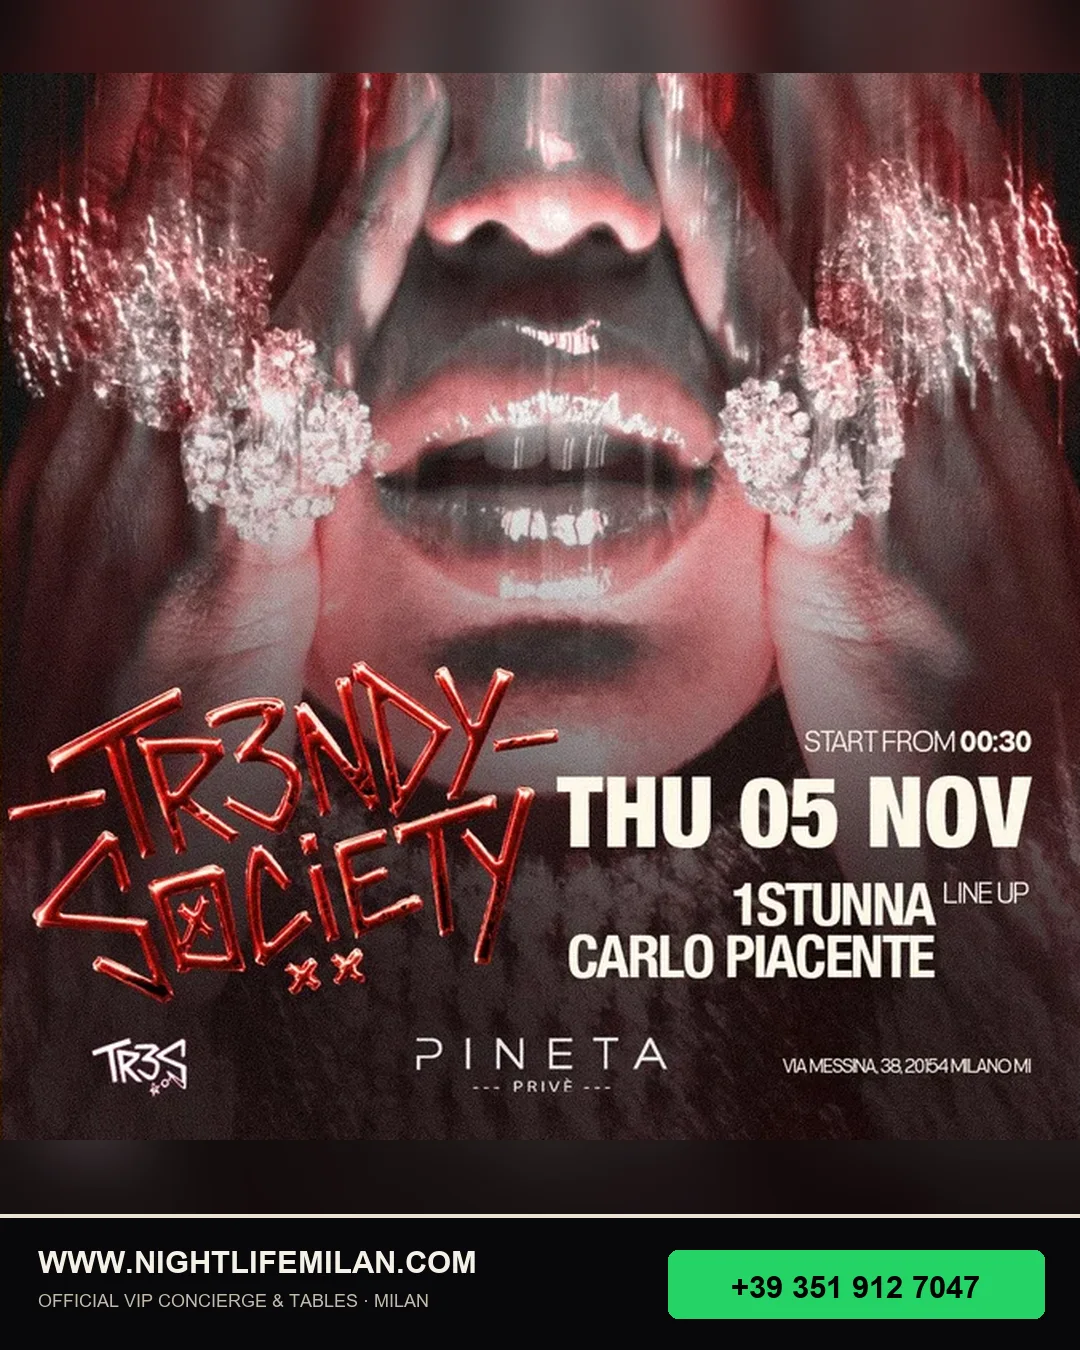 TR3NDY
SOCiETY
XX
START FROM 00:30
THU 05 NOV
1STUNNA LINE UP
CARLO PIACENTE
TR3S
PINETA
--- PRIVÈ ---
VIA MESSINA, 38, 20154 MILANO MI
WWW.NIGHTLIFEMILAN.COM
OFFICIAL VIP CONCIERGE & TABLES · MILAN
+39 351 912 7047